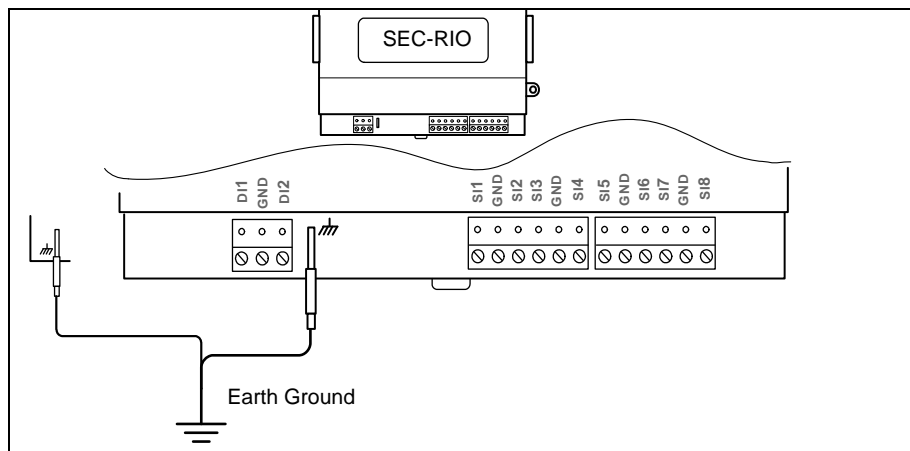 SEC-RIO
DI1
GND
DI2
SI1
GND
SI2
SI3
GND
SI4
SI5
GND
SI6
SI7
GND
SI8
Earth Ground